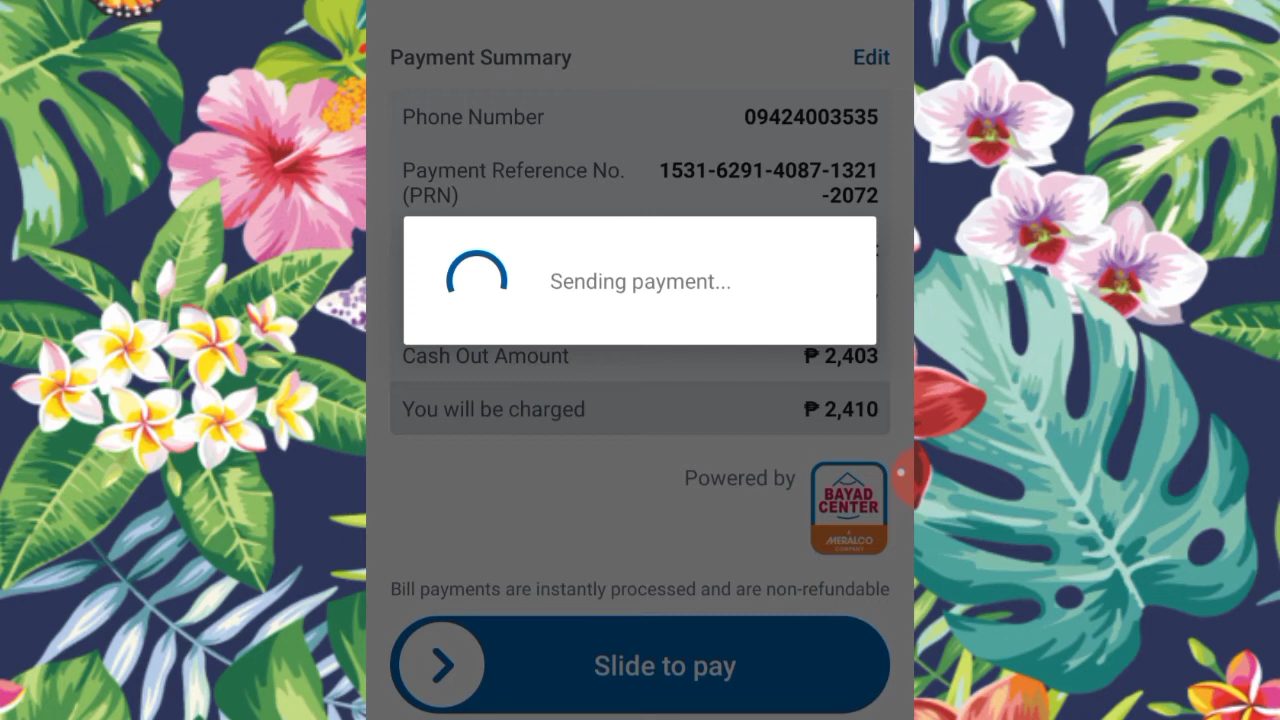 Payment Summary Edit
Phone Number 09424003535
Payment Reference No. 1531-6291-4087-1321
(PRN) -2072
Sending payment...
Cash Out Amount ₱ 2,403
You will be charged ₱ 2,410
Powered by
BAYAD
CENTER
A
MERALCO
COMPANY
Bill payments are instantly processed and are non-refundable
Slide to pay